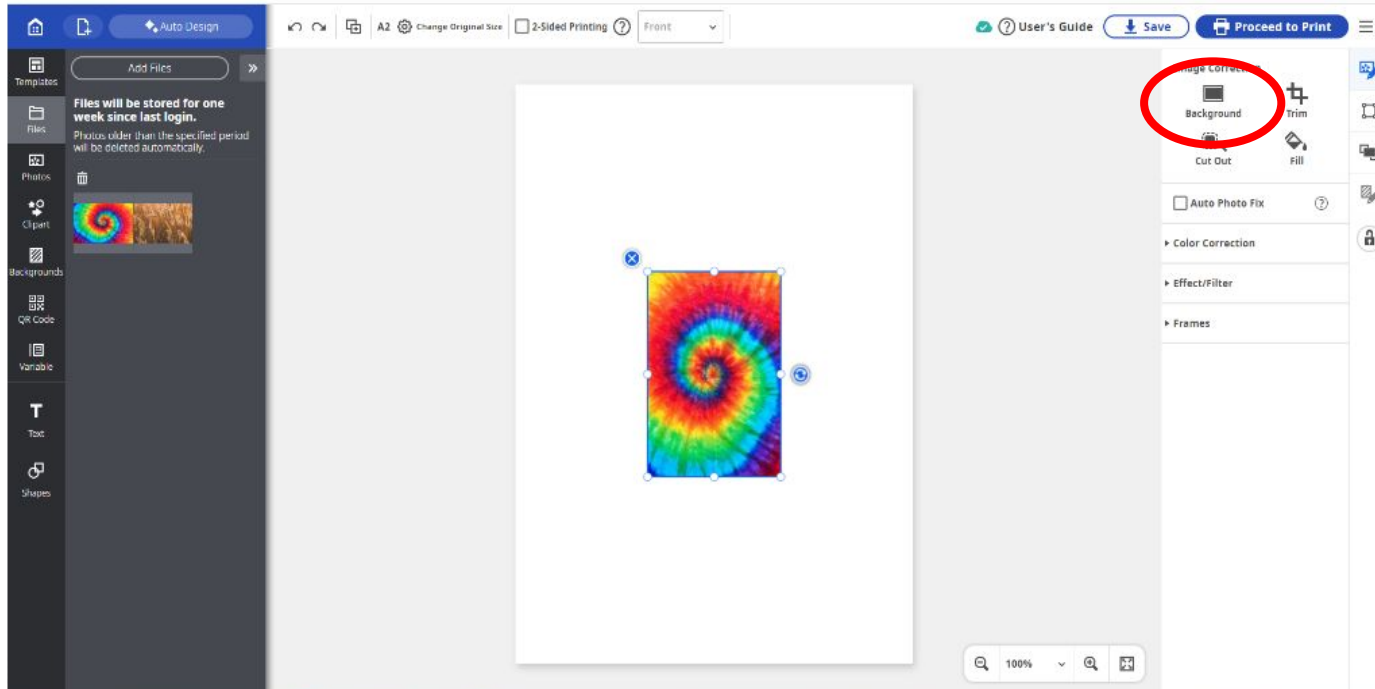 Auto Design
A2 Change Original Size 2-Sided Printing ? Front
? User's Guide Save Proceed to Print
Templates
Files
Photos
Clipart
Backgrounds
QR Code
Variable
T
Text
Shapes
Add Files »
Files will be stored for one
week since last login.
Photos older than the specified period
will be deleted automatically.
Image Correction
Background Trim
Cut Out Fill
Auto Photo Fix ?
Color Correction
Effect/Filter
Frames
100%